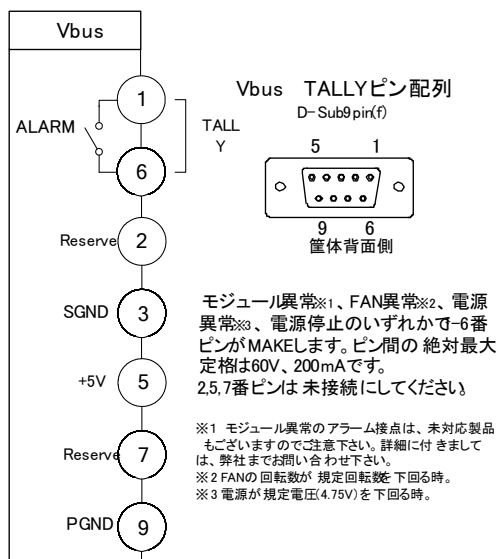 Vbus
1
ALARM
TALL
Y
6
Reserve
2
SGND
3
+5V
5
Reserve
7
PGND
9
Vbus TALLYピン配列
D-Sub9pin(f)
5 1
9 6
筐体背面側
モジュール異常※1、FAN異常※2、電源
異常※3、電源停止のいずれかで-6番
ピンがMAKEします。ピン間の絶対最大
定格は60V、200mAです。
2,5,7番ピンは未接続にしてください。
※1 モジュール異常のアラーム接点は、未対応製品
もございますのでご注意下さい。詳細に付きまして
は、弊社までお問い合わせ下さい。
※2 FANの回転数が規定回転数を下回る時。
※3 電源が規定電圧(4.75V)を下回る時。